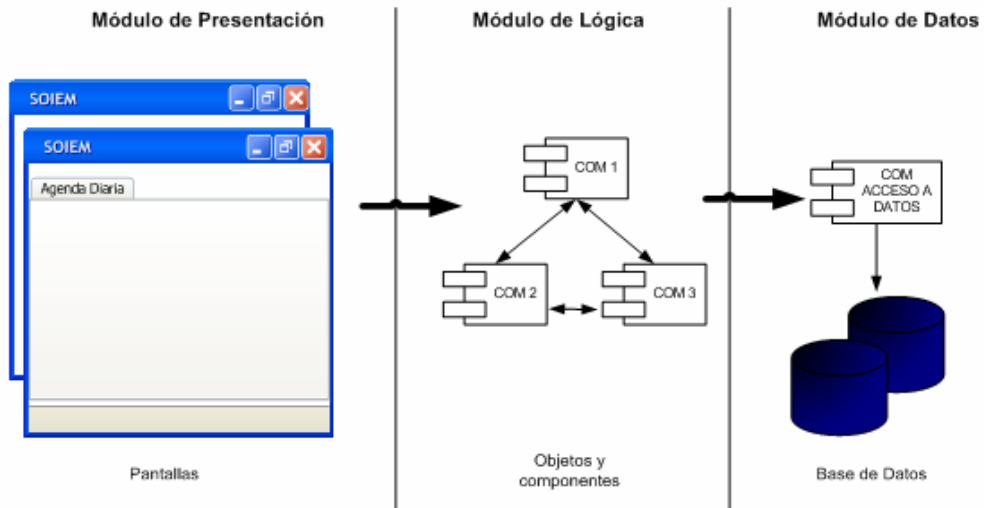 Módulo de Presentación
Módulo de Lógica
Módulo de Datos
SOIEM
SOIEM
Agenda Diaria
COM 1
COM 2
COM 3
COM
ACCESO A
DATOS
Pantallas
Objetos y
componentes
Base de Datos